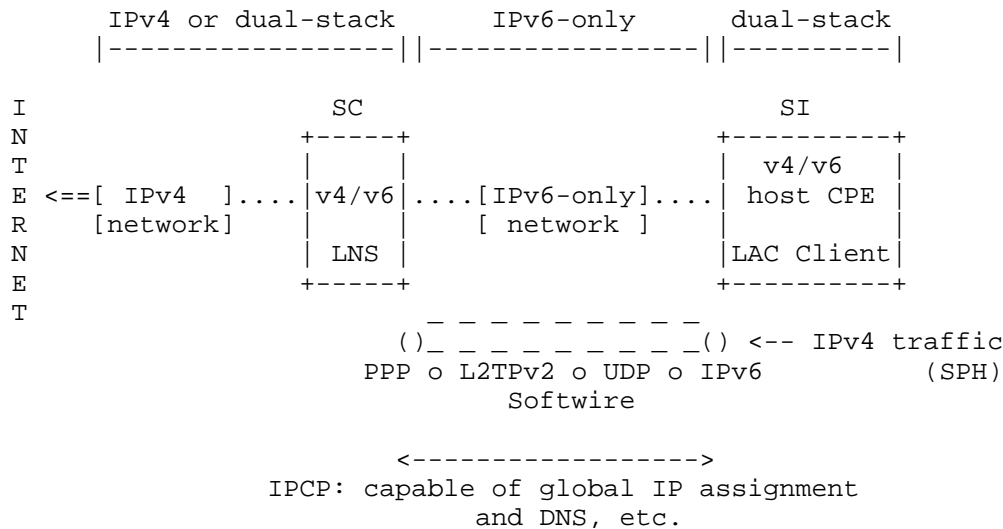 IPv4 or dual-stack         IPv6-only         dual-stack
     |------------------||-----------------||----------|

I                    SC                        SI
N                 +-----+                   +----------+
T                 |     |                   |  v4/v6   |
E <==[ IPv4  ]....|v4/v6|....[IPv6-only]....| host CPE |
R    [network]    |     |    [ network ]    |          |
N                 | LNS |                   |LAC Client|
E                 +-----+                   +----------+
T                        _ _ _ _ _ _ _ _ _
                       ()_ _ _ _ _ _ _ _ _() <-- IPv4 traffic
                     PPP o L2TPv2 o UDP o IPv6         (SPH)
                              Softwire

                       <------------------>
                IPCP: capable of global IP assignment
                            and DNS, etc.